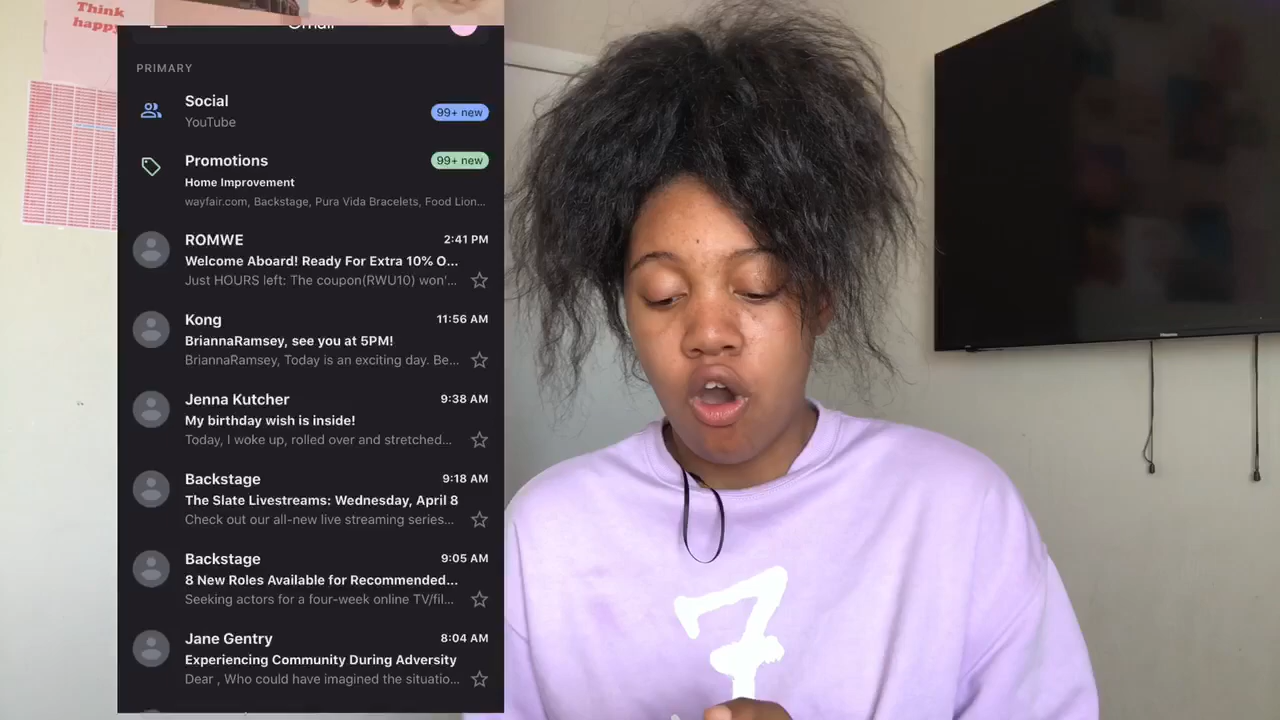 Think
happy
Gmail
PRIMARY
Social
99+ new
YouTube
Promotions
99+ new
Home Improvement
wayfair.com, Backstage, Pura Vida Bracelets, Food Lion...
ROMWE
2:41 PM
Welcome Aboard! Ready For Extra 10% O...
Just HOURS left: The coupon(RWU10) won'...
Kong
11:56 AM
BriannaRamsey, see you at 5PM!
BriannaRamsey, Today is an exciting day. Be...
Jenna Kutcher
9:38 AM
My birthday wish is inside!
Today, I woke up, rolled over and stretched...
Backstage
9:18 AM
The Slate Livestreams: Wednesday, April 8
Check out our all-new live streaming series...
Backstage
9:05 AM
8 New Roles Available for Recommended...
Seeking actors for a four-week online TV/fil...
Jane Gentry
8:04 AM
Experiencing Community During Adversity
Dear , Who could have imagined the situatio...
7